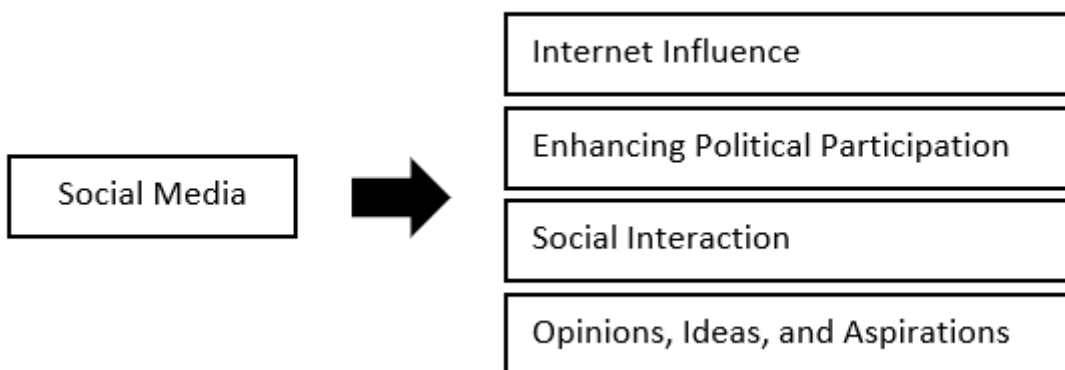 Social Media
Internet Influence
Enhancing Political Participation
Social Interaction
Opinions, Ideas, and Aspirations